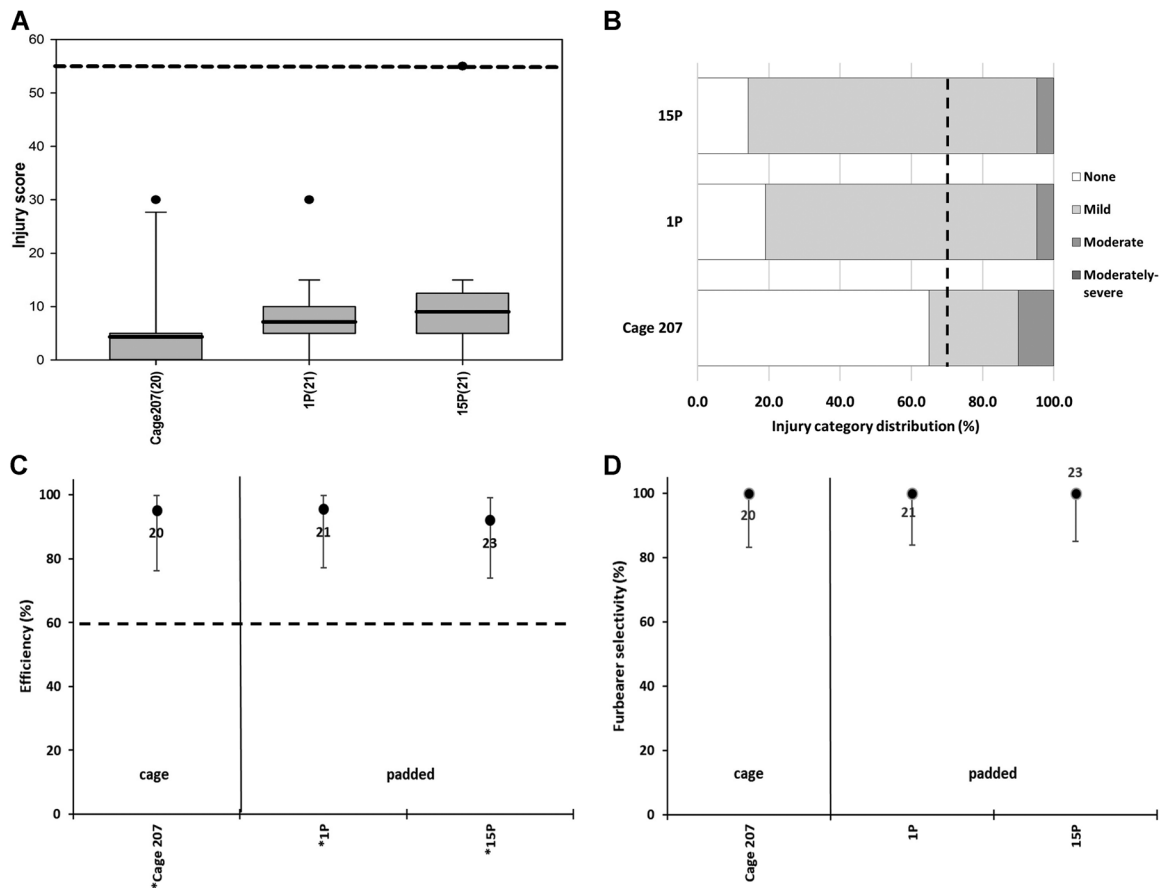 A
60
50
40
30
20
10
0
Injury score
Cage207(20)
1P(21)
15P(21)
B
15P
1P
Cage 207
0.0 20.0 40.0 60.0 80.0 100.0
Injury category distribution (%)
None
Mild
Moderate
Moderately-
severe
C
100
80
60
40
20
0
Efficiency (%)
20
21
23
cage
padded
*Cage 207
*1P
*15P
D
100
80
60
40
20
0
Furbearer selectivity (%)
20
21
23
cage
padded
Cage 207
1P
15P